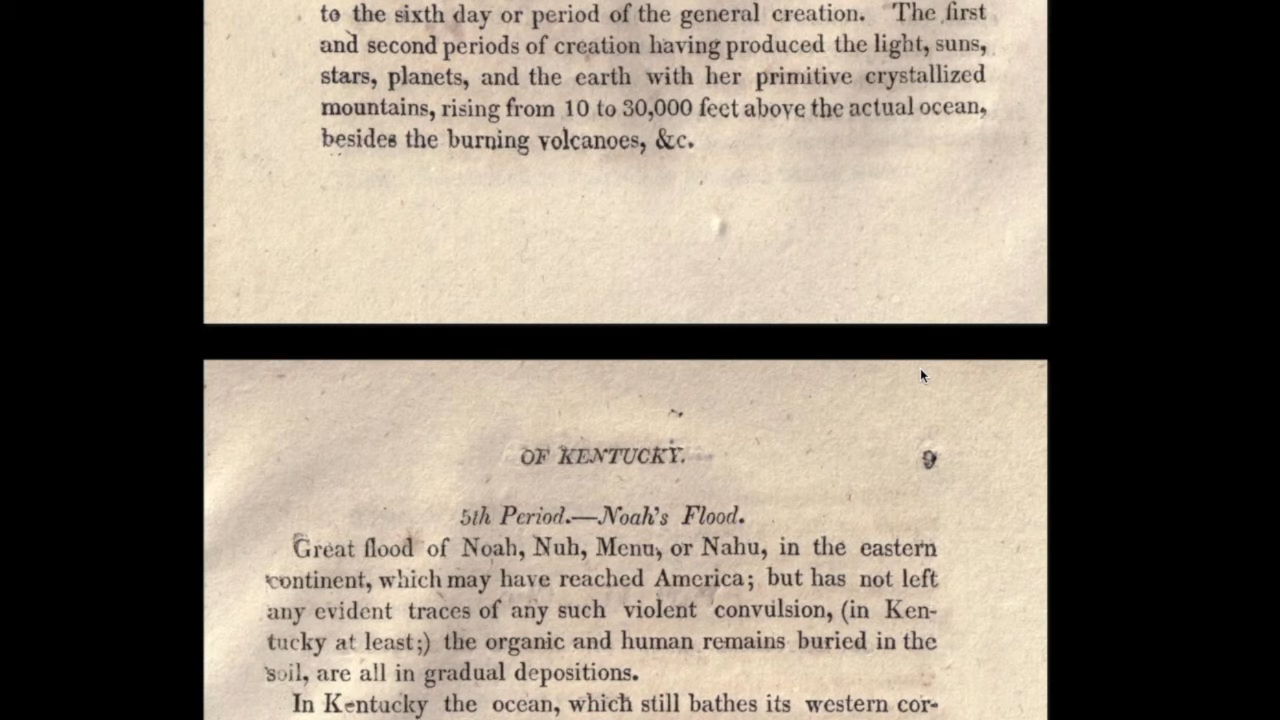 to the sixth day or period of the general creation. The first
and second periods of creation having produced the light, suns,
stars, planets, and the earth with her primitive crystallized
mountains, rising from 10 to 30,000 feet above the actual ocean,
besides the burning volcanoes, &c.
OF KENTUCKY.
9
5th Period.—Noah's Flood.
Great flood of Noah, Nuh, Menu, or Nahu, in the eastern
continent, which may have reached America; but has not left
any evident traces of any such violent convulsion, (in Ken-
tucky at least;) the organic and human remains buried in the
soil, are all in gradual depositions.
In Kentucky the ocean, which still bathes its western cor-